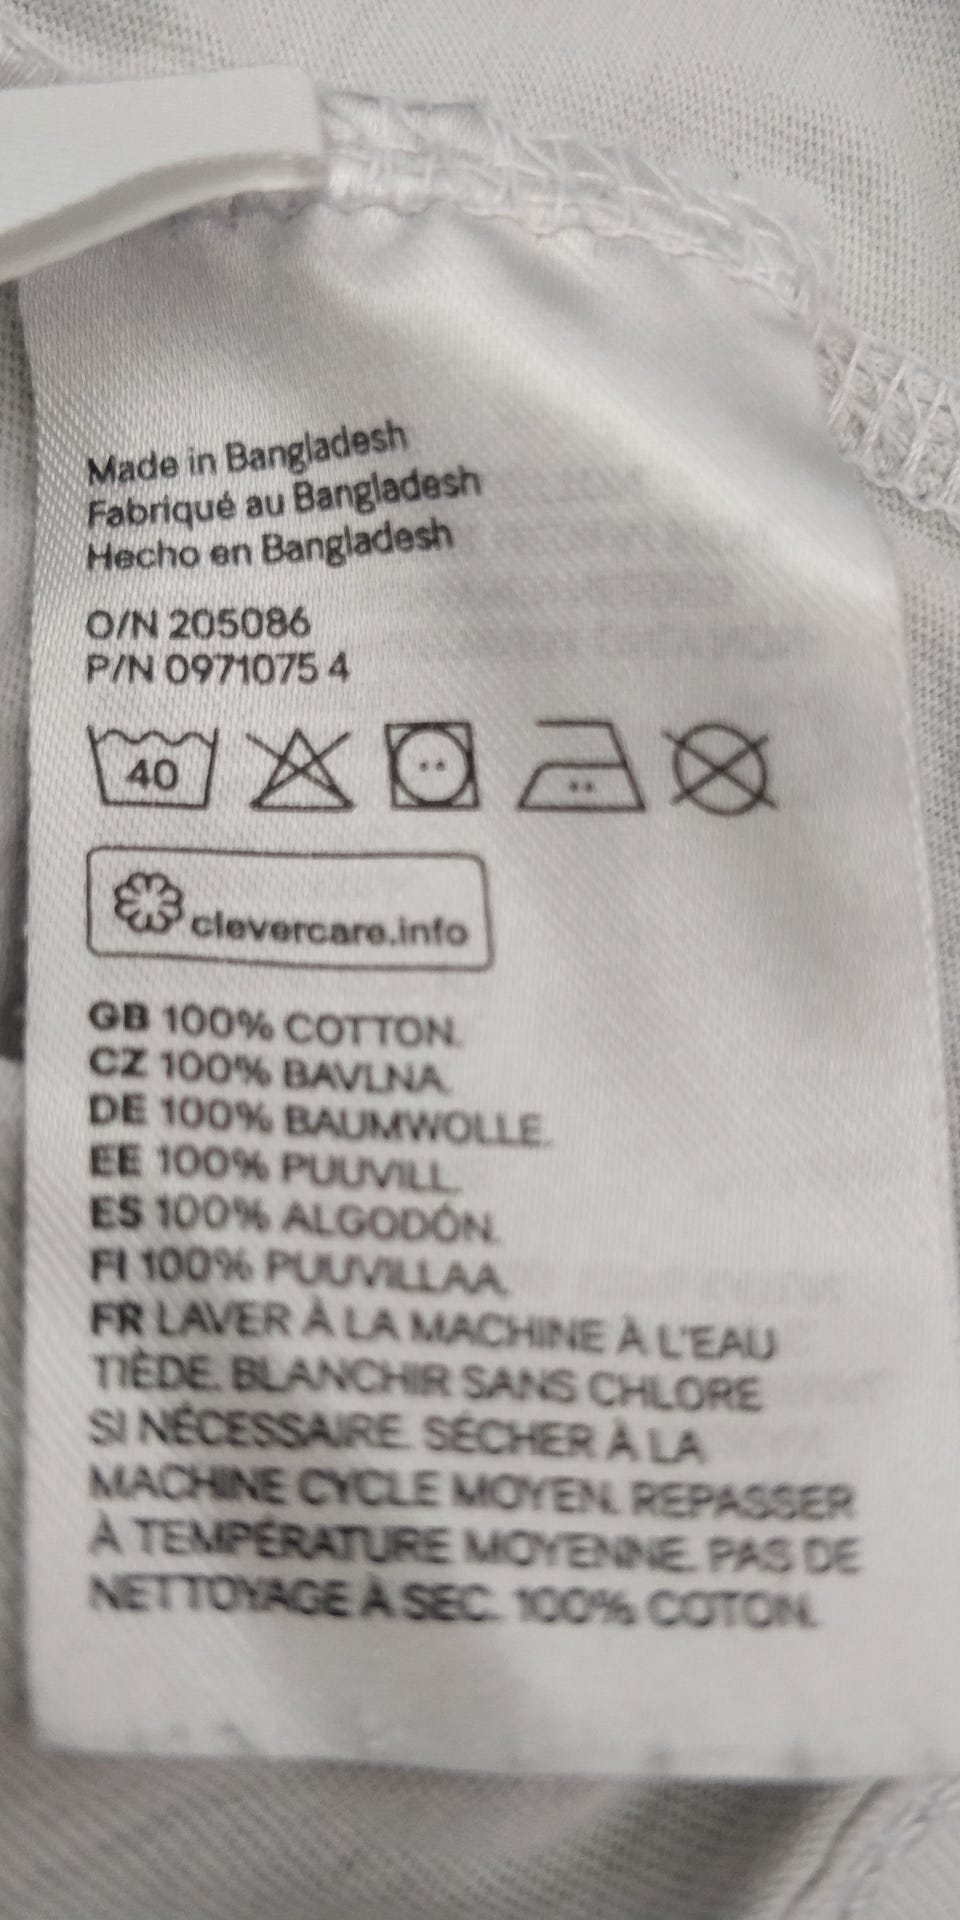 Made in Bangladesh
Fabriqué au Bangladesh
Hecho en Bangladesh
O/N 205086
P/N 0971075 4
40
clevercare.info
GB 100% COTTON.
CZ 100% BAVLNA.
DE 100% BAUMWOLLE.
EE 100% PUUVILL.
ES 100% ALGODÓN.
FI 100% PUUVILLAA.
FR LAVER À LA MACHINE À L'EAU
TIÈDE. BLANCHIR SANS CHLORE
SI NÉCESSAIRE. SÉCHER À LA
MACHINE CYCLE MOYEN. REPASSER
À TEMPÉRATURE MOYENNE. PAS DE
NETTOYAGE À SEC. 100% COTON.